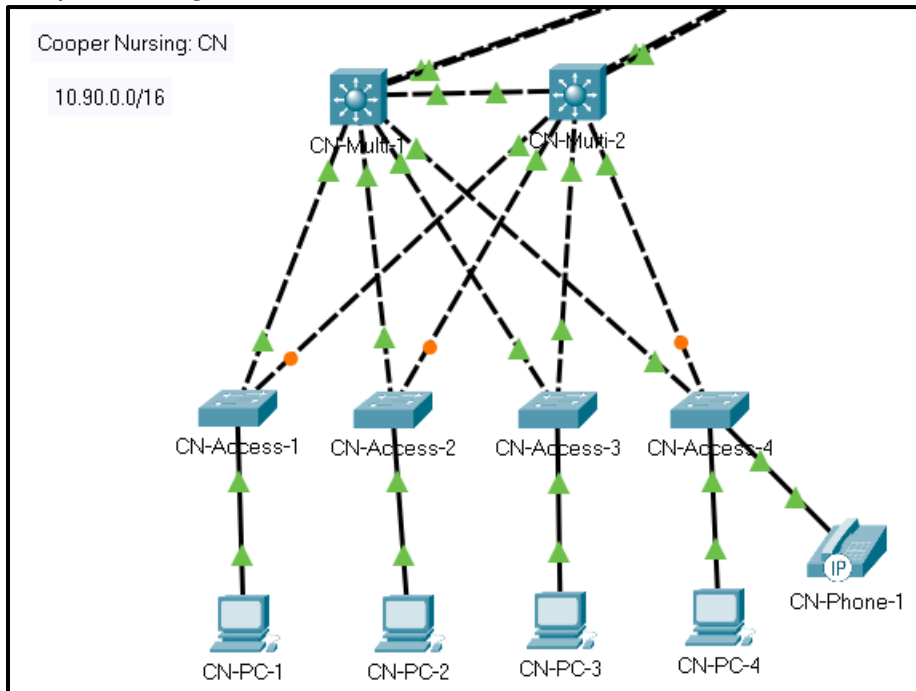 Cooper Nursing: CN
10.90.0.0/16
CN-Multi-1
CN-Multi-2
CN-Access-1
CN-Access-2
CN-Access-3
CN-Access-4
IP
CN-Phone-1
CN-PC-1
CN-PC-2
CN-PC-3
CN-PC-4